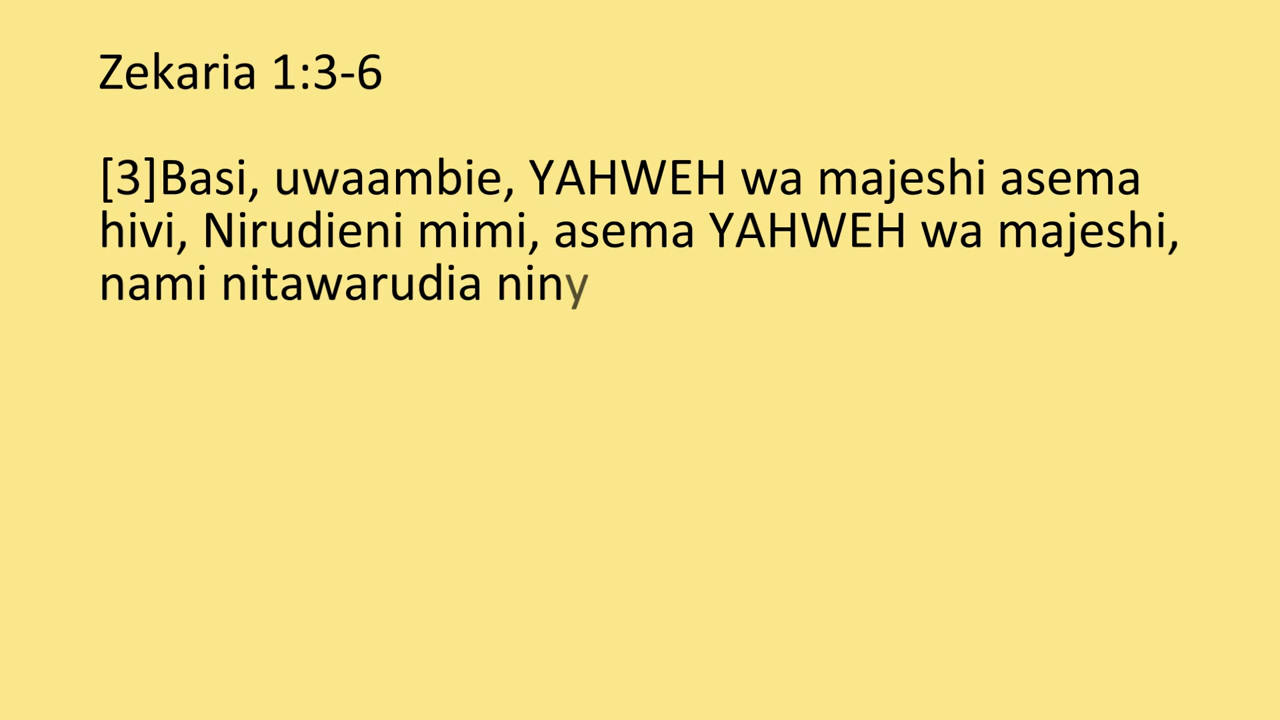 Zekaria 1:3-6
[3]Basi, uwaambie, YAHWEH wa majeshi asema
hivi, Nirudieni mimi, asema YAHWEH wa majeshi,
nami nitawarudia niny